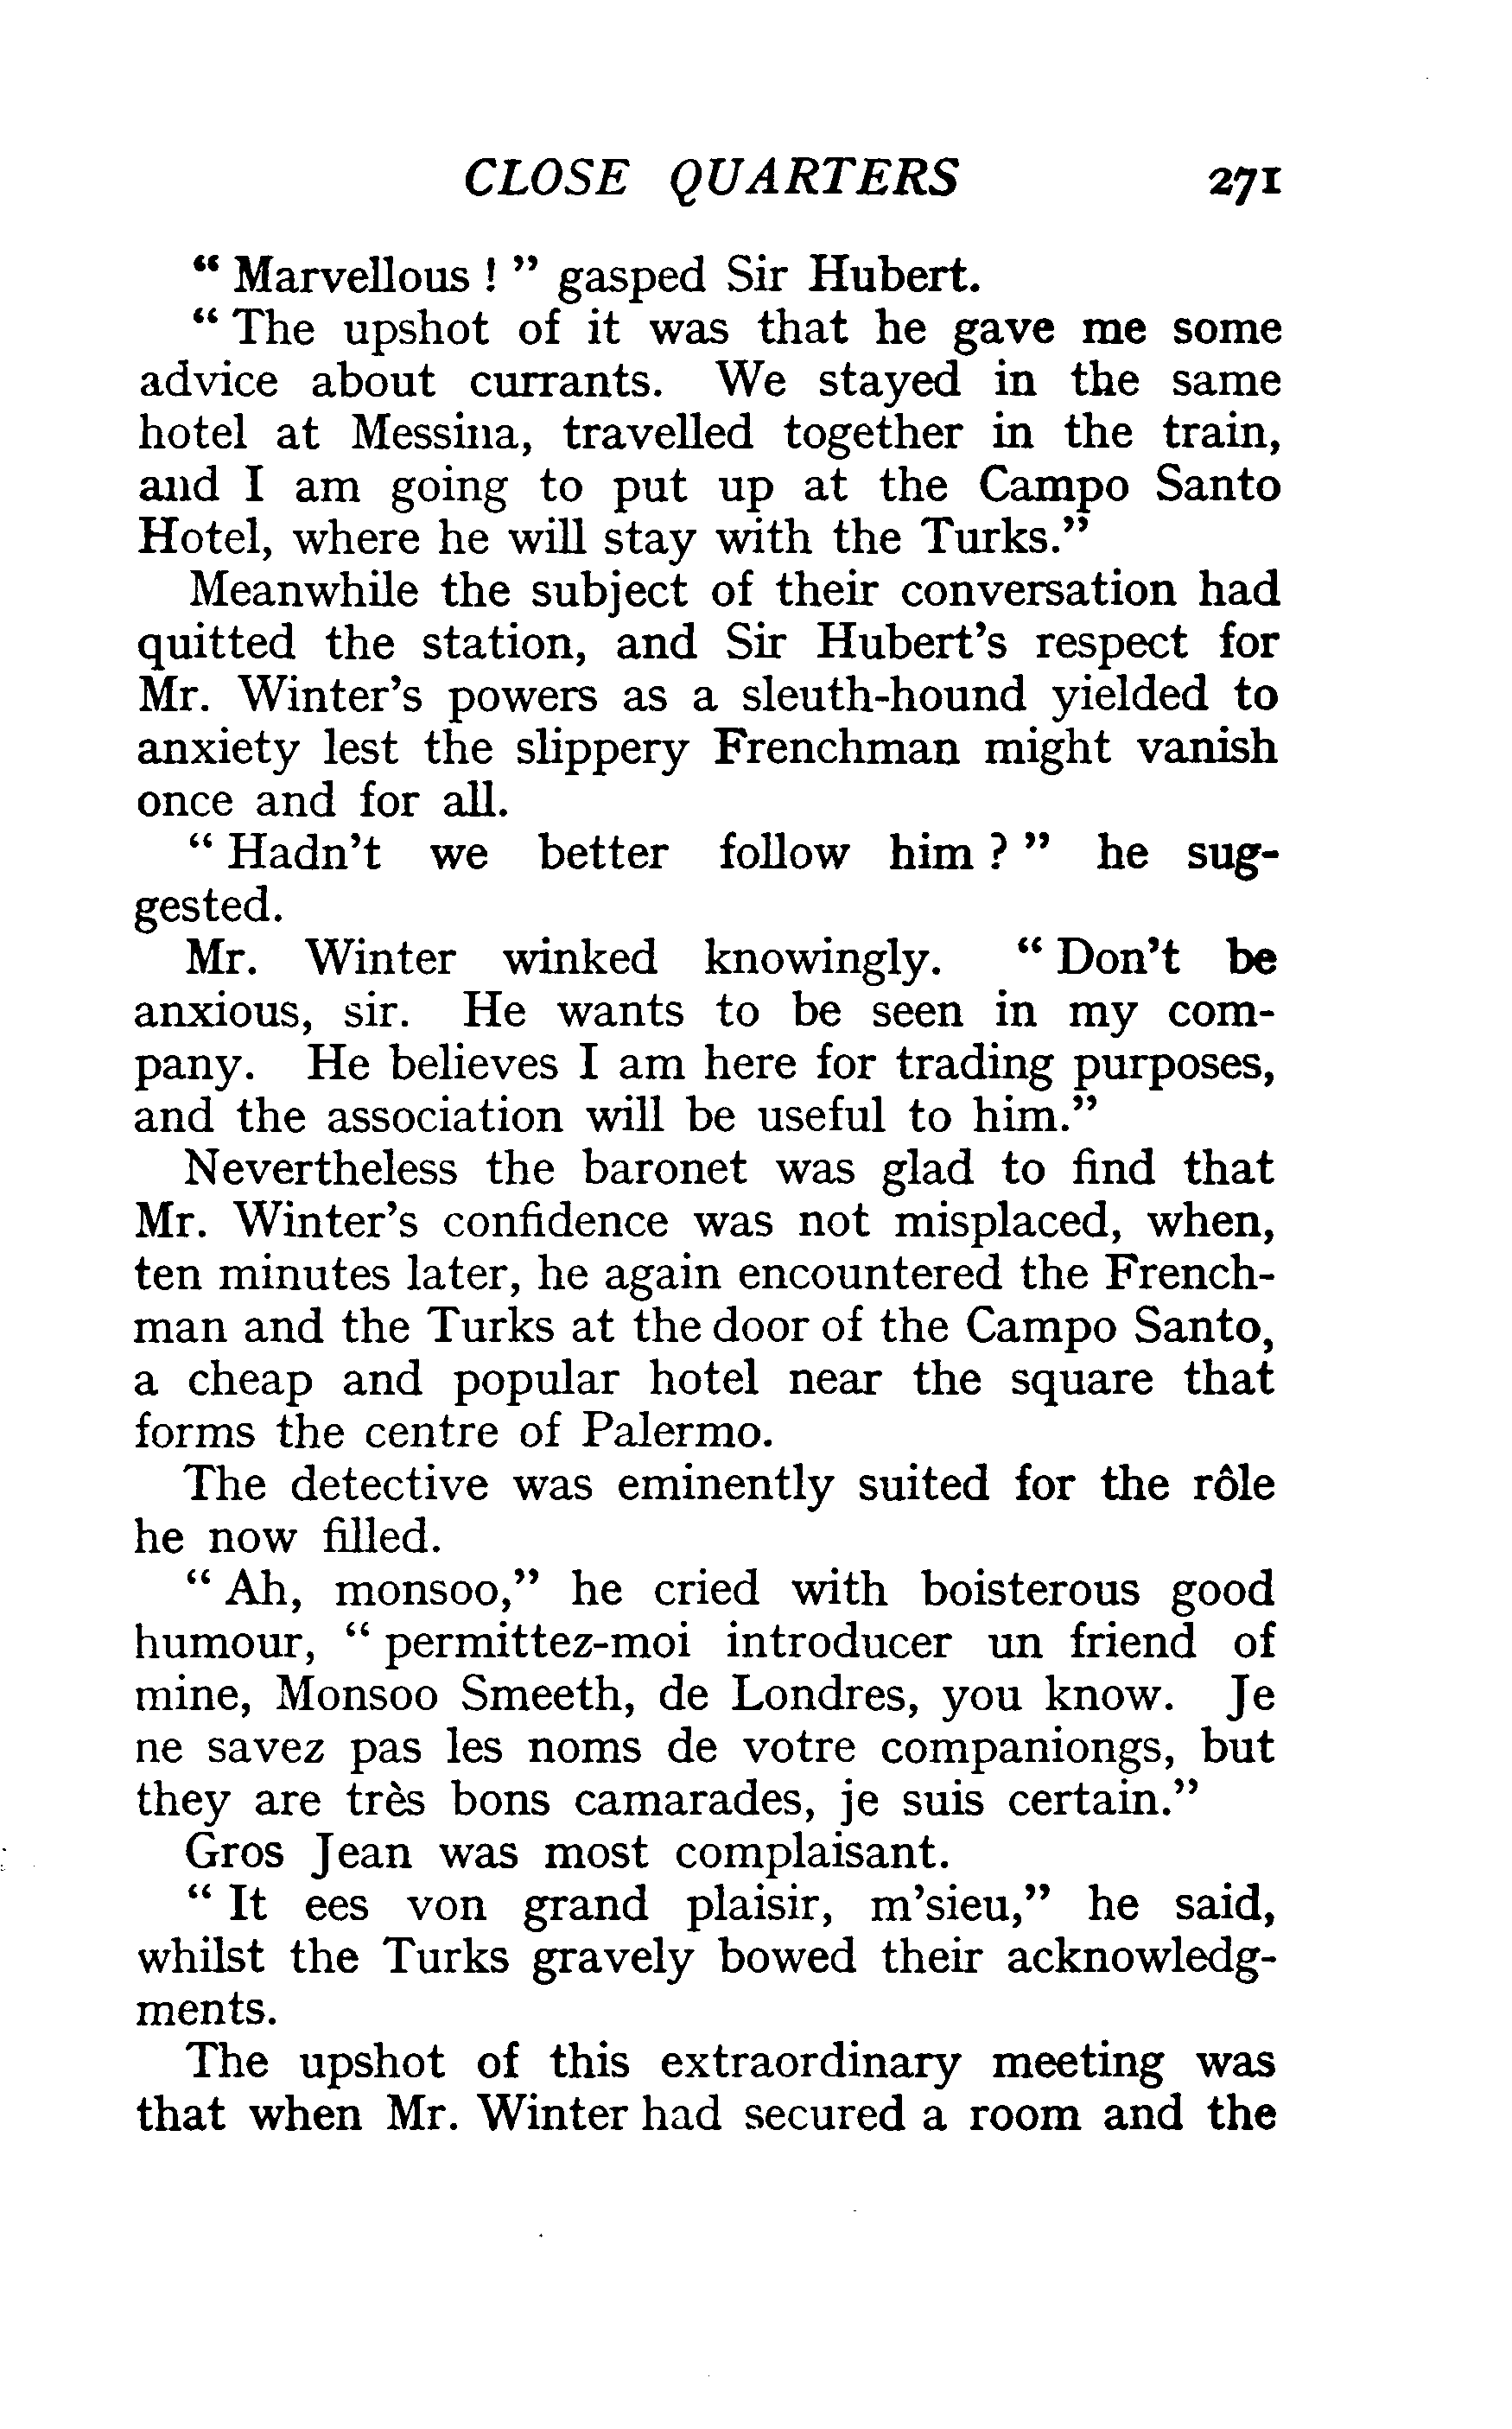 CLOSE QUARTERS 271
" Marvellous ! " gasped Sir Hubert.
" The upshot of it was that he gave me some
advice about currants. We stayed in the same
hotel at Messina, travelled together in the train,
and I am going to put up at the Campo Santo
Hotel, where he will stay with the Turks."
Meanwhile the subject of their conversation had
quitted the station, and Sir Hubert's respect for
Mr. Winter's powers as a sleuth-hound yielded to
anxiety lest the slippery Frenchman might vanish
once and for all.
" Hadn't we better follow him ? " he sug-
gested.
Mr. Winter winked knowingly. " Don't be
anxious, sir. He wants to be seen in my com-
pany. He believes I am here for trading purposes,
and the association will be useful to him."
Nevertheless the baronet was glad to find that
Mr. Winter's confidence was not misplaced, when,
ten minutes later, he again encountered the French-
man and the Turks at the door of the Campo Santo,
a cheap and popular hotel near the square that
forms the centre of Palermo.
The detective was eminently suited for the rôle
he now filled.
" Ah, monsoo," he cried with boisterous good
humour, " permittez-moi introducer un friend of
mine, Monsoo Smeeth, de Londres, you know. Je
ne savez pas les noms de votre companiongs, but
they are très bons camarades, je suis certain."
Gros Jean was most complaisant.
" It ees von grand plaisir, m'sieu," he said,
whilst the Turks gravely bowed their acknowledg-
ments.
The upshot of this extraordinary meeting was
that when Mr. Winter had secured a room and the